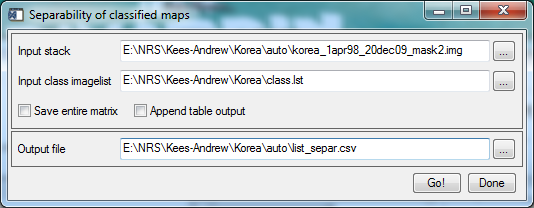 Separability of classified maps
Input stack E:\NRS\Kees-Andrew\Korea\auto\korea_1apr98_20dec09_mask2.img ...
Input class imagelist E:\NRS\Kees-Andrew\Korea\class.lst ...
Save entire matrix Append table output
Output file E:\NRS\Kees-Andrew\Korea\auto\list_separ.csv ...
Go! Done